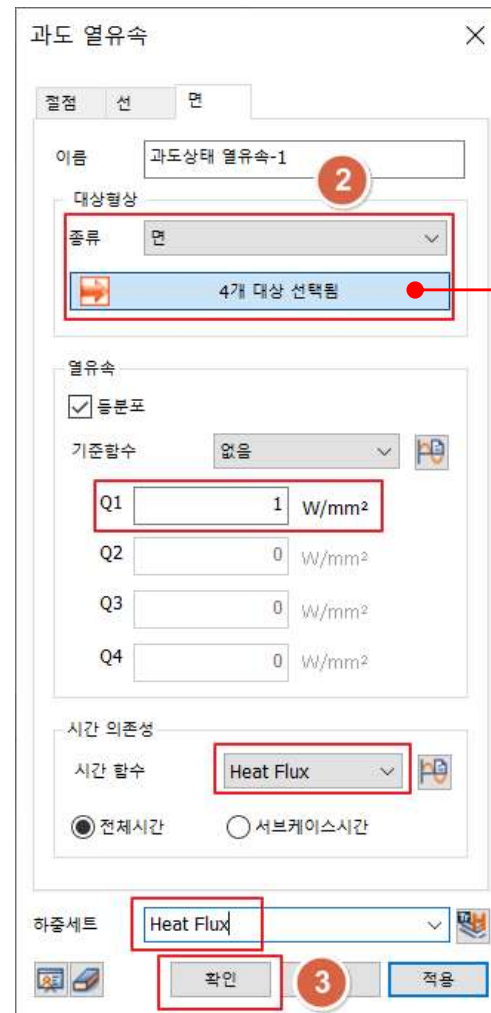 과도 열유속
절점 선 면
이름 과도상태 열유속-1
2
대상형상
종류 면
4개 대상 선택됨
열유속
등분포
기준함수 없음
Q1 1 W/mm²
Q2 0 W/mm²
Q3 0 W/mm²
Q4 0 W/mm²
시간 의존성
시간 함수 Heat Flux
전체시간 서브케이스시간
하중세트 Heat Flux
확인 3 적용